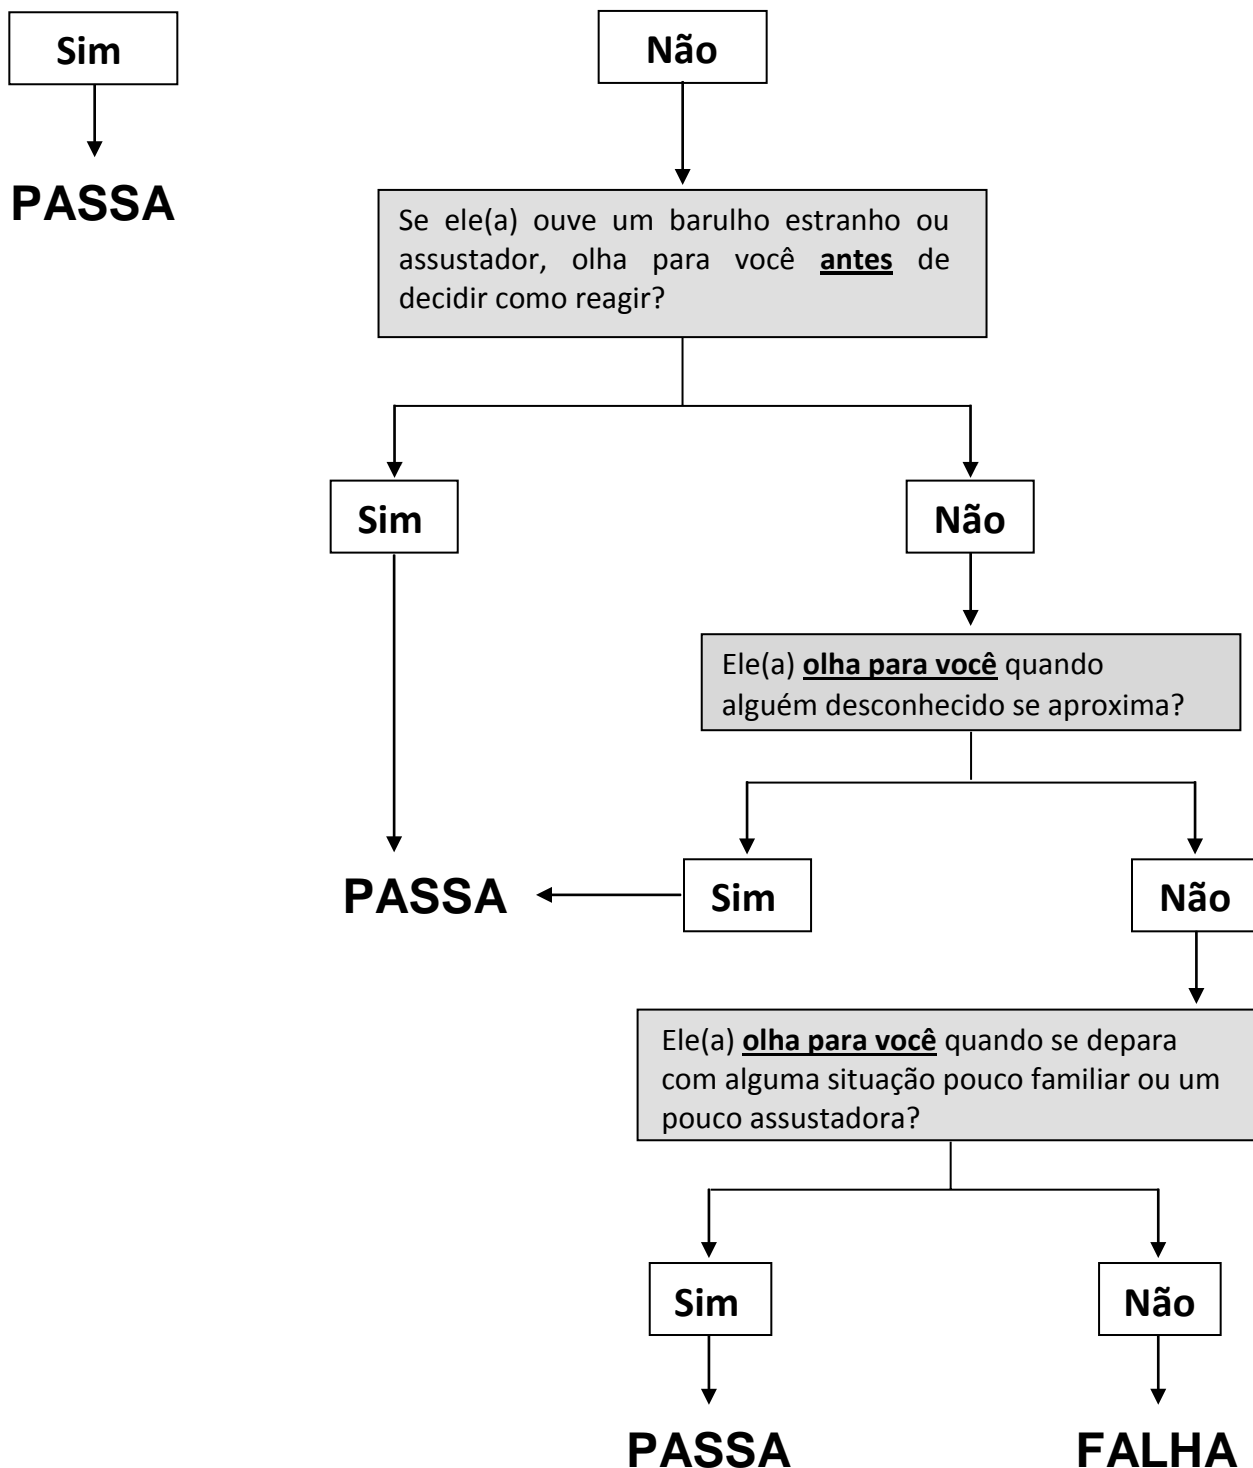 Sim
Não
PASSA
Se ele(a) ouve um barulho estranho ou
assustador, olha para você antes de
decidir como reagir?
Sim
Não
Ele(a) olha para você quando
alguém desconhecido se aproxima?
PASSA
Sim
Não
Ele(a) olha para você quando se depara
com alguma situação pouco familiar ou um
pouco assustadora?
Sim
Não
PASSA
FALHA